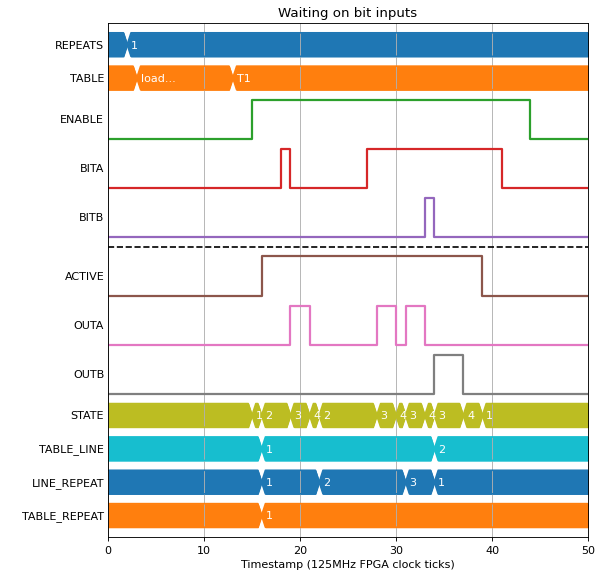 Waiting on bit inputs
REPEATS 1
TABLE load... T1
ENABLE
BITA
BITB
ACTIVE
OUTA
OUTB
STATE 1 2 3 4 2 3 4 3 4 3 4 1
TABLE_LINE 1 2
LINE_REPEAT 1 2 3 1
TABLE_REPEAT 1
0 10 20 30 40 50
Timestamp (125MHz FPGA clock ticks)